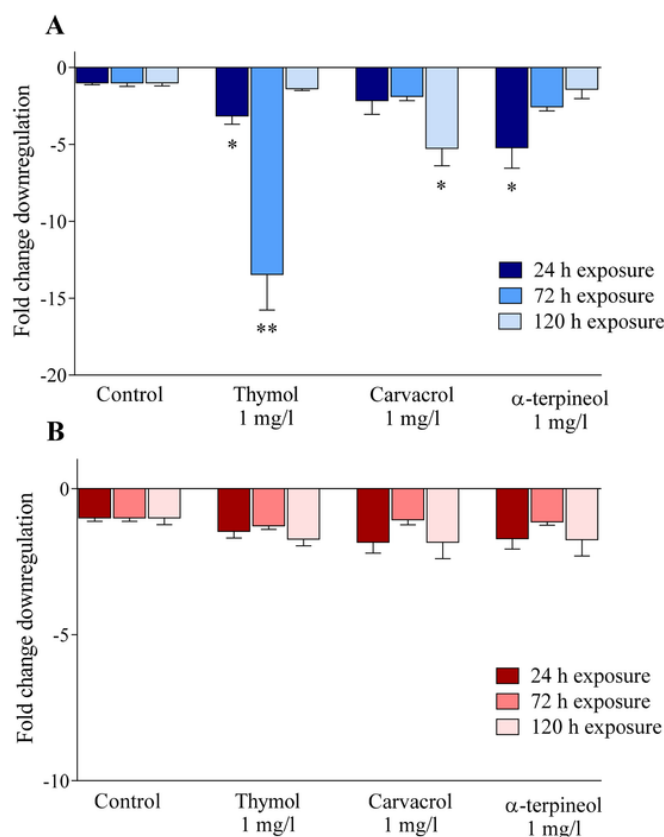 A
Fold change downregulation
0
-5
-10
-15
-20
*
**
*
*
24 h exposure
72 h exposure
120 h exposure
Control
Thymol
1 mg/l
Carvacrol
1 mg/l
α-terpineol
1 mg/l
B
Fold change downregulation
0
-5
-10
24 h exposure
72 h exposure
120 h exposure
Control
Thymol
1 mg/l
Carvacrol
1 mg/l
α-terpineol
1 mg/l